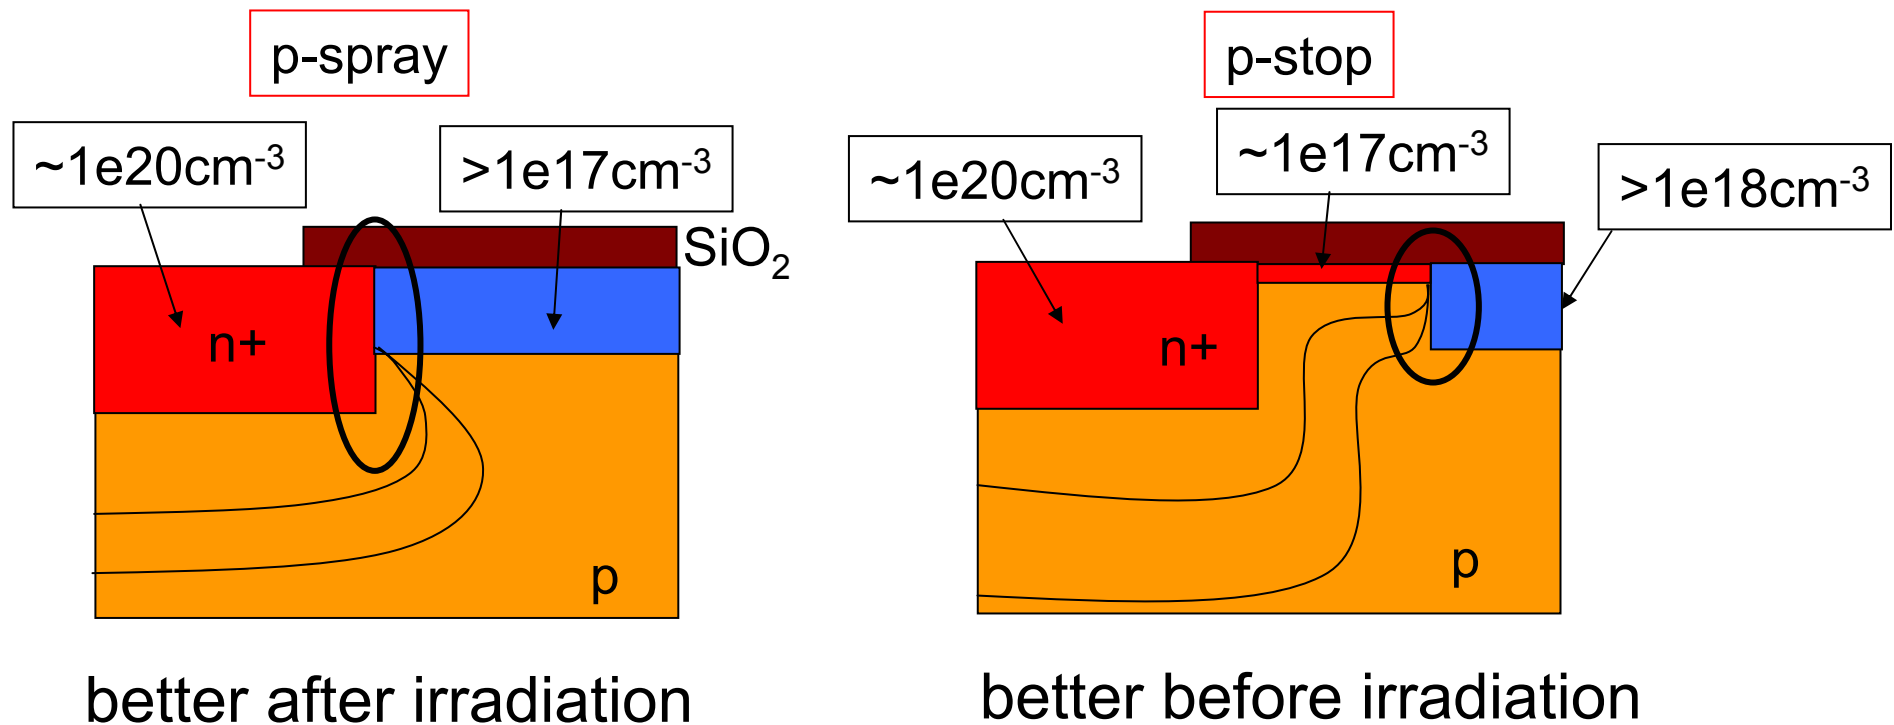 p-spray
~1e20cm⁻³
>1e17cm⁻³
SiO₂
n+
p
better after irradiation
p-stop
~1e20cm⁻³
~1e17cm⁻³
>1e18cm⁻³
n+
p
better before irradiation